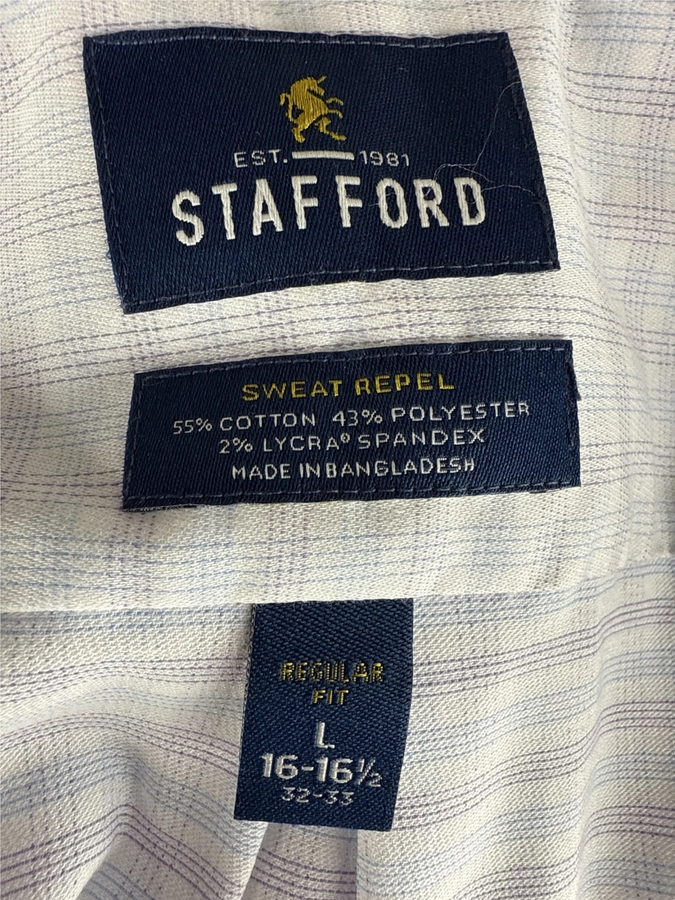 EST. 1981
STAFFORD
SWEAT REPEL
55% COTTON 43% POLYESTER
2% LYCRA® SPANDEX
MADE IN BANGLADESH
REGULAR
FIT
L
16-16½
32-33